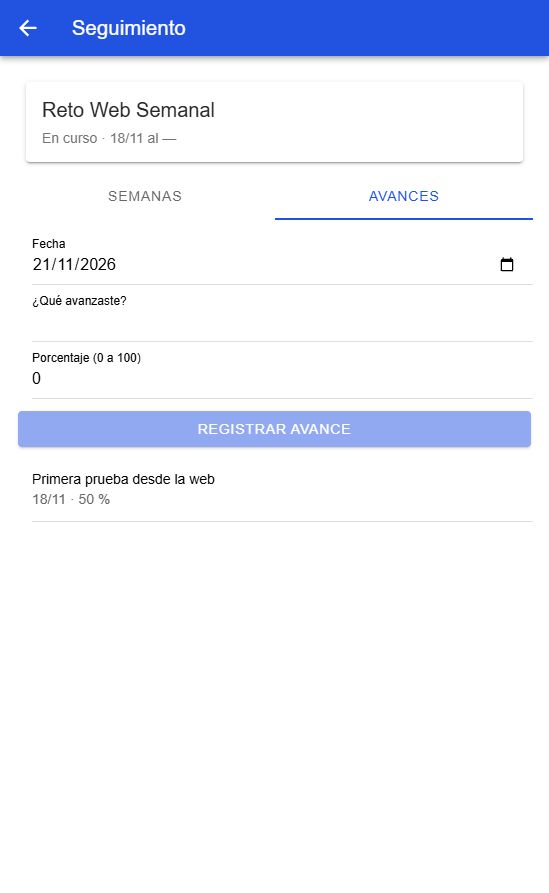 Seguimiento
Reto Web Semanal
En curso · 18/11 al —
SEMANAS
AVANCES
Fecha
21/11/2026
¿Qué avanzaste?
Porcentaje (0 a 100)
0
REGISTRAR AVANCE
Primera prueba desde la web
18/11 · 50 %